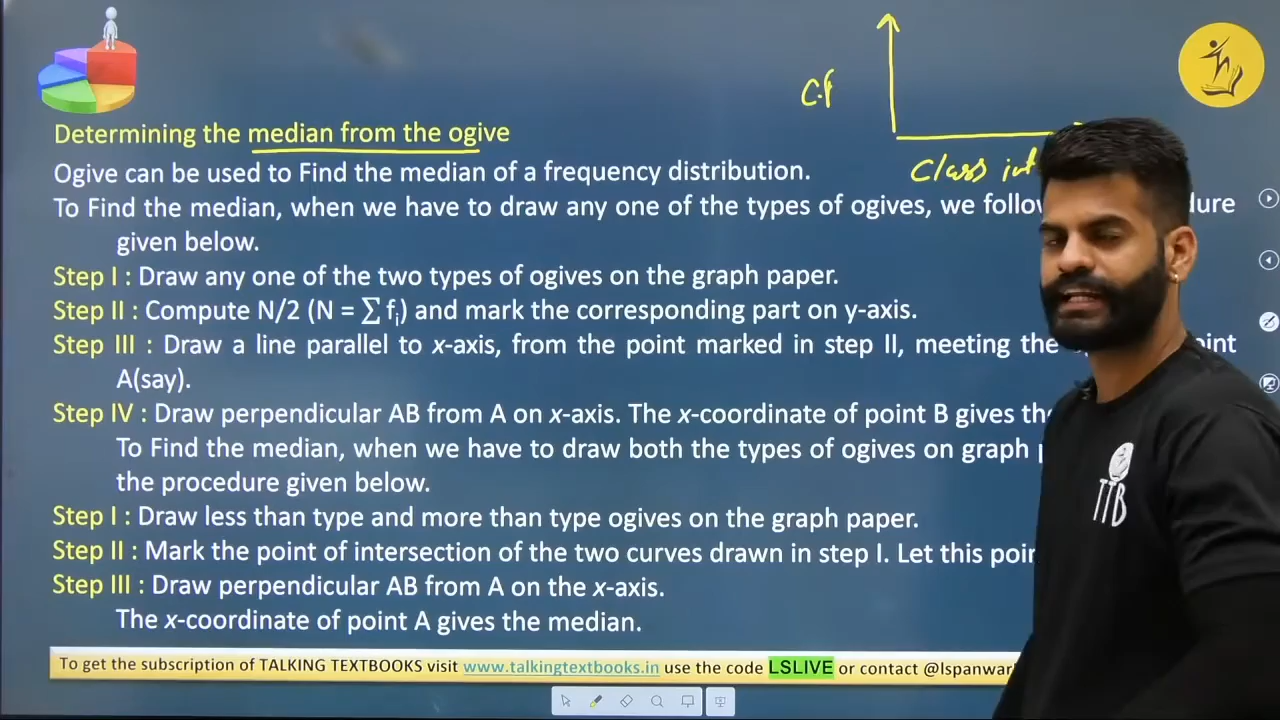 C.f
Class int
Determining the median from the ogive
Ogive can be used to Find the median of a frequency distribution.
To Find the median, when we have to draw any one of the types of ogives, we follow dure
given below.
Step I : Draw any one of the two types of ogives on the graph paper.
Step II : Compute N/2 (N = ∑ fᵢ) and mark the corresponding part on y-axis.
Step III : Draw a line parallel to x-axis, from the point marked in step II, meeting the int
A(say).
Step IV : Draw perpendicular AB from A on x-axis. The x-coordinate of point B gives the
To Find the median, when we have to draw both the types of ogives on graph
the procedure given below.
Step I : Draw less than type and more than type ogives on the graph paper.
Step II : Mark the point of intersection of the two curves drawn in step I. Let this poin
Step III : Draw perpendicular AB from A on the x-axis.
The x-coordinate of point A gives the median.
TTB
To get the subscription of TALKING TEXTBOOKS visit www.talkingtextbooks.in use the code LSLIVE or contact @lspanwar